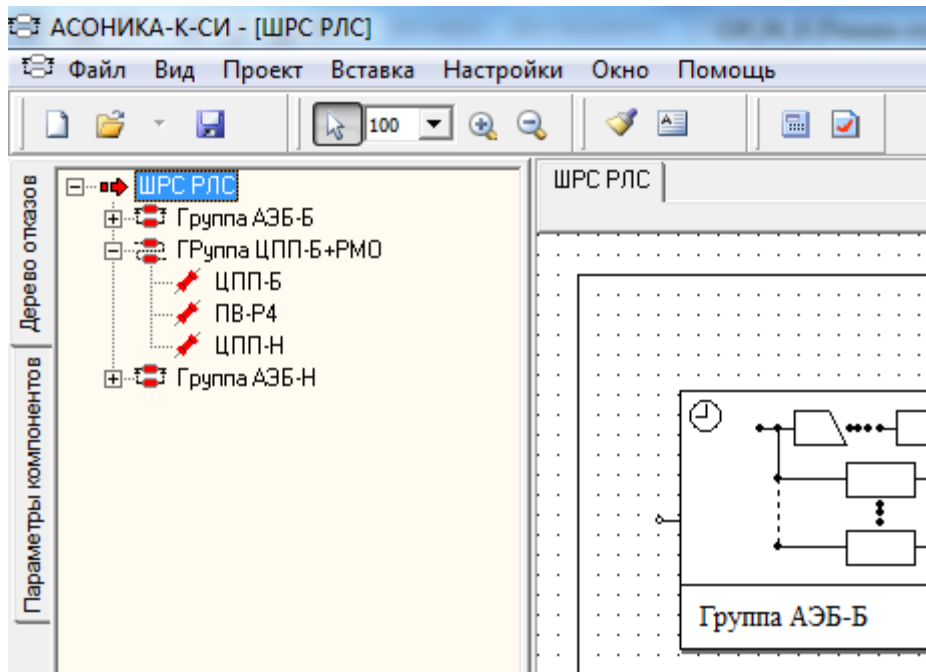 АСОНИКА-К-СИ - [ШРС РЛС]
Файл Вид Проект Вставка Настройки Окно Помощь
100
Дерево отказов
Параметры компонентов
ШРС РЛС
Группа АЭБ-Б
ГРуппа ЦПП-Б+РМО
ЦПП-Б
ПВ-Р4
ЦПП-Н
Группа АЭБ-Н
ШРС РЛС
Группа АЭБ-Б